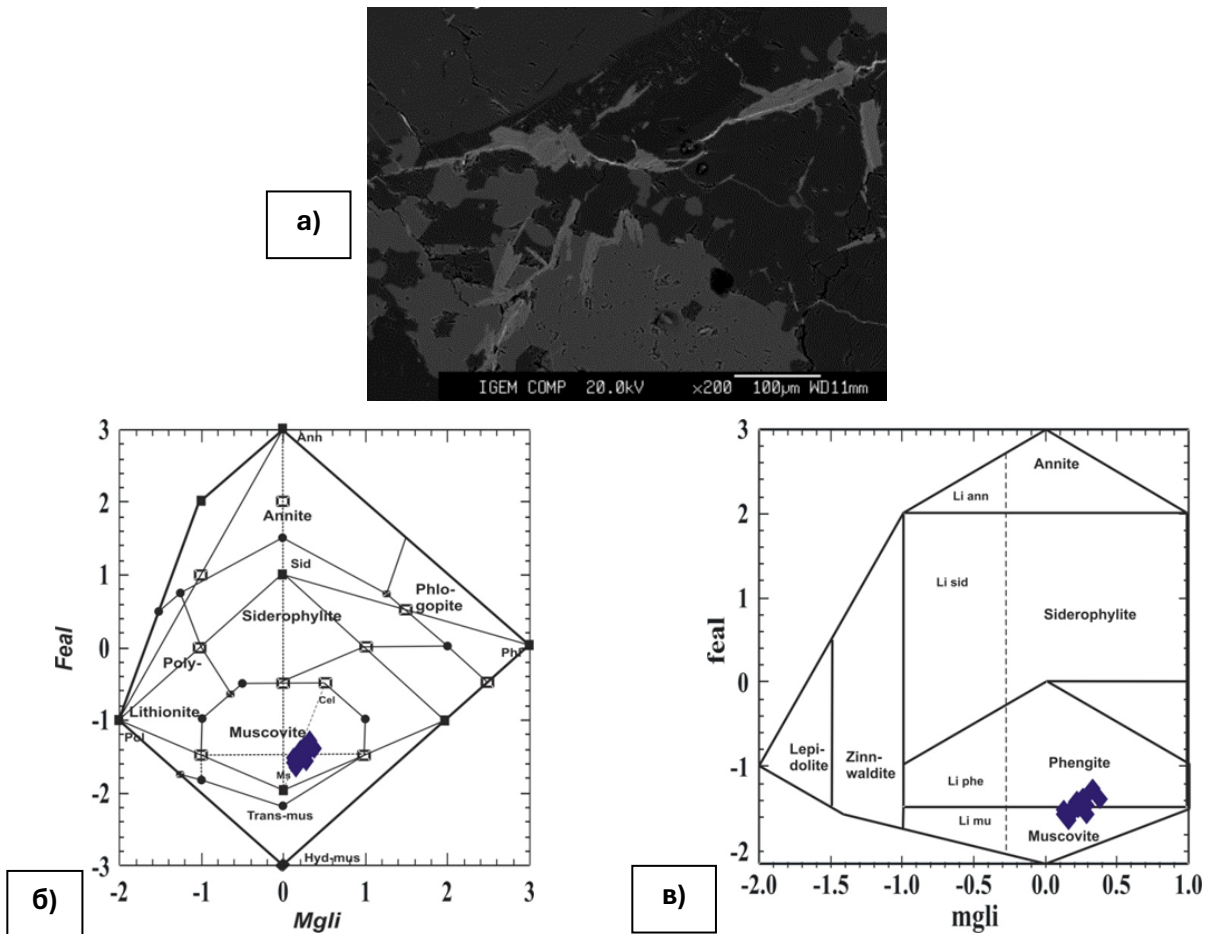 а)
IGEM COMP 20.0kV ×200 100µm WD11mm
3
2
1
0
-1
-2
-3
Feal
Anh
Annite
Sid
Phlo-
gopite
Siderophylite
Phl
Poly-
Cel
Lithionite
Muscovite
Pol
Ms
Trans-mus
Hyd-mus
-2 -1 0 1 2 3
Mgli
б)
3
2
1
0
-1
-2
feal
Annite
Li ann
Li sid
Siderophylite
Lepi-
dolite
Zinn-
waldite
Phengite
Li phe
Li mu
Muscovite
-2.0 -1.5 -1.0 -0.5 0.0 0.5 1.0
mgli
в)